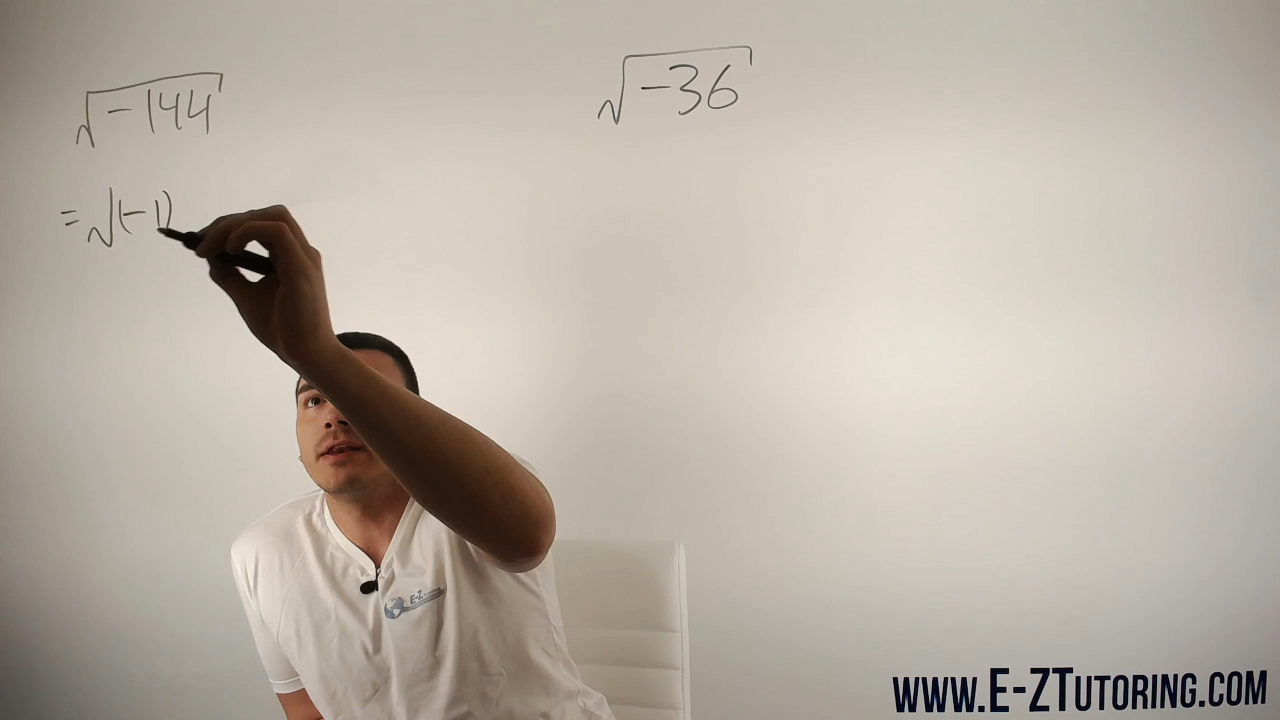 √-144
√-36
= √(-1)
E-Z
WWW.E-ZTUTORING.COM